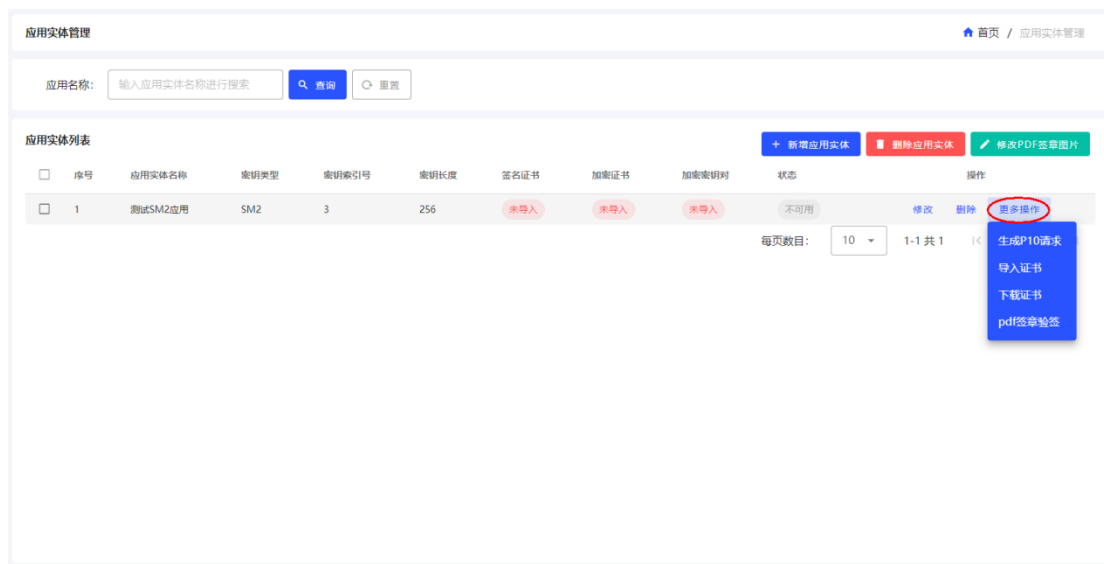 应用实体管理 首页 / 应用实体管理
应用名称: 输入应用实体名称进行搜索 查询 重置
应用实体列表 + 新增应用实体 删除应用实体 修改PDF签章图片
序号 应用实体名称 密钥类型 密钥索引号 密钥长度 签名证书 加密证书 加密密钥对 状态 操作
1 测试SM2应用 SM2 3 256 未导入 未导入 未导入 不可用 修改 删除 更多操作
每页数目: 10 1-1 共 1
生成P10请求
导入证书
下载证书
pdf签章验签